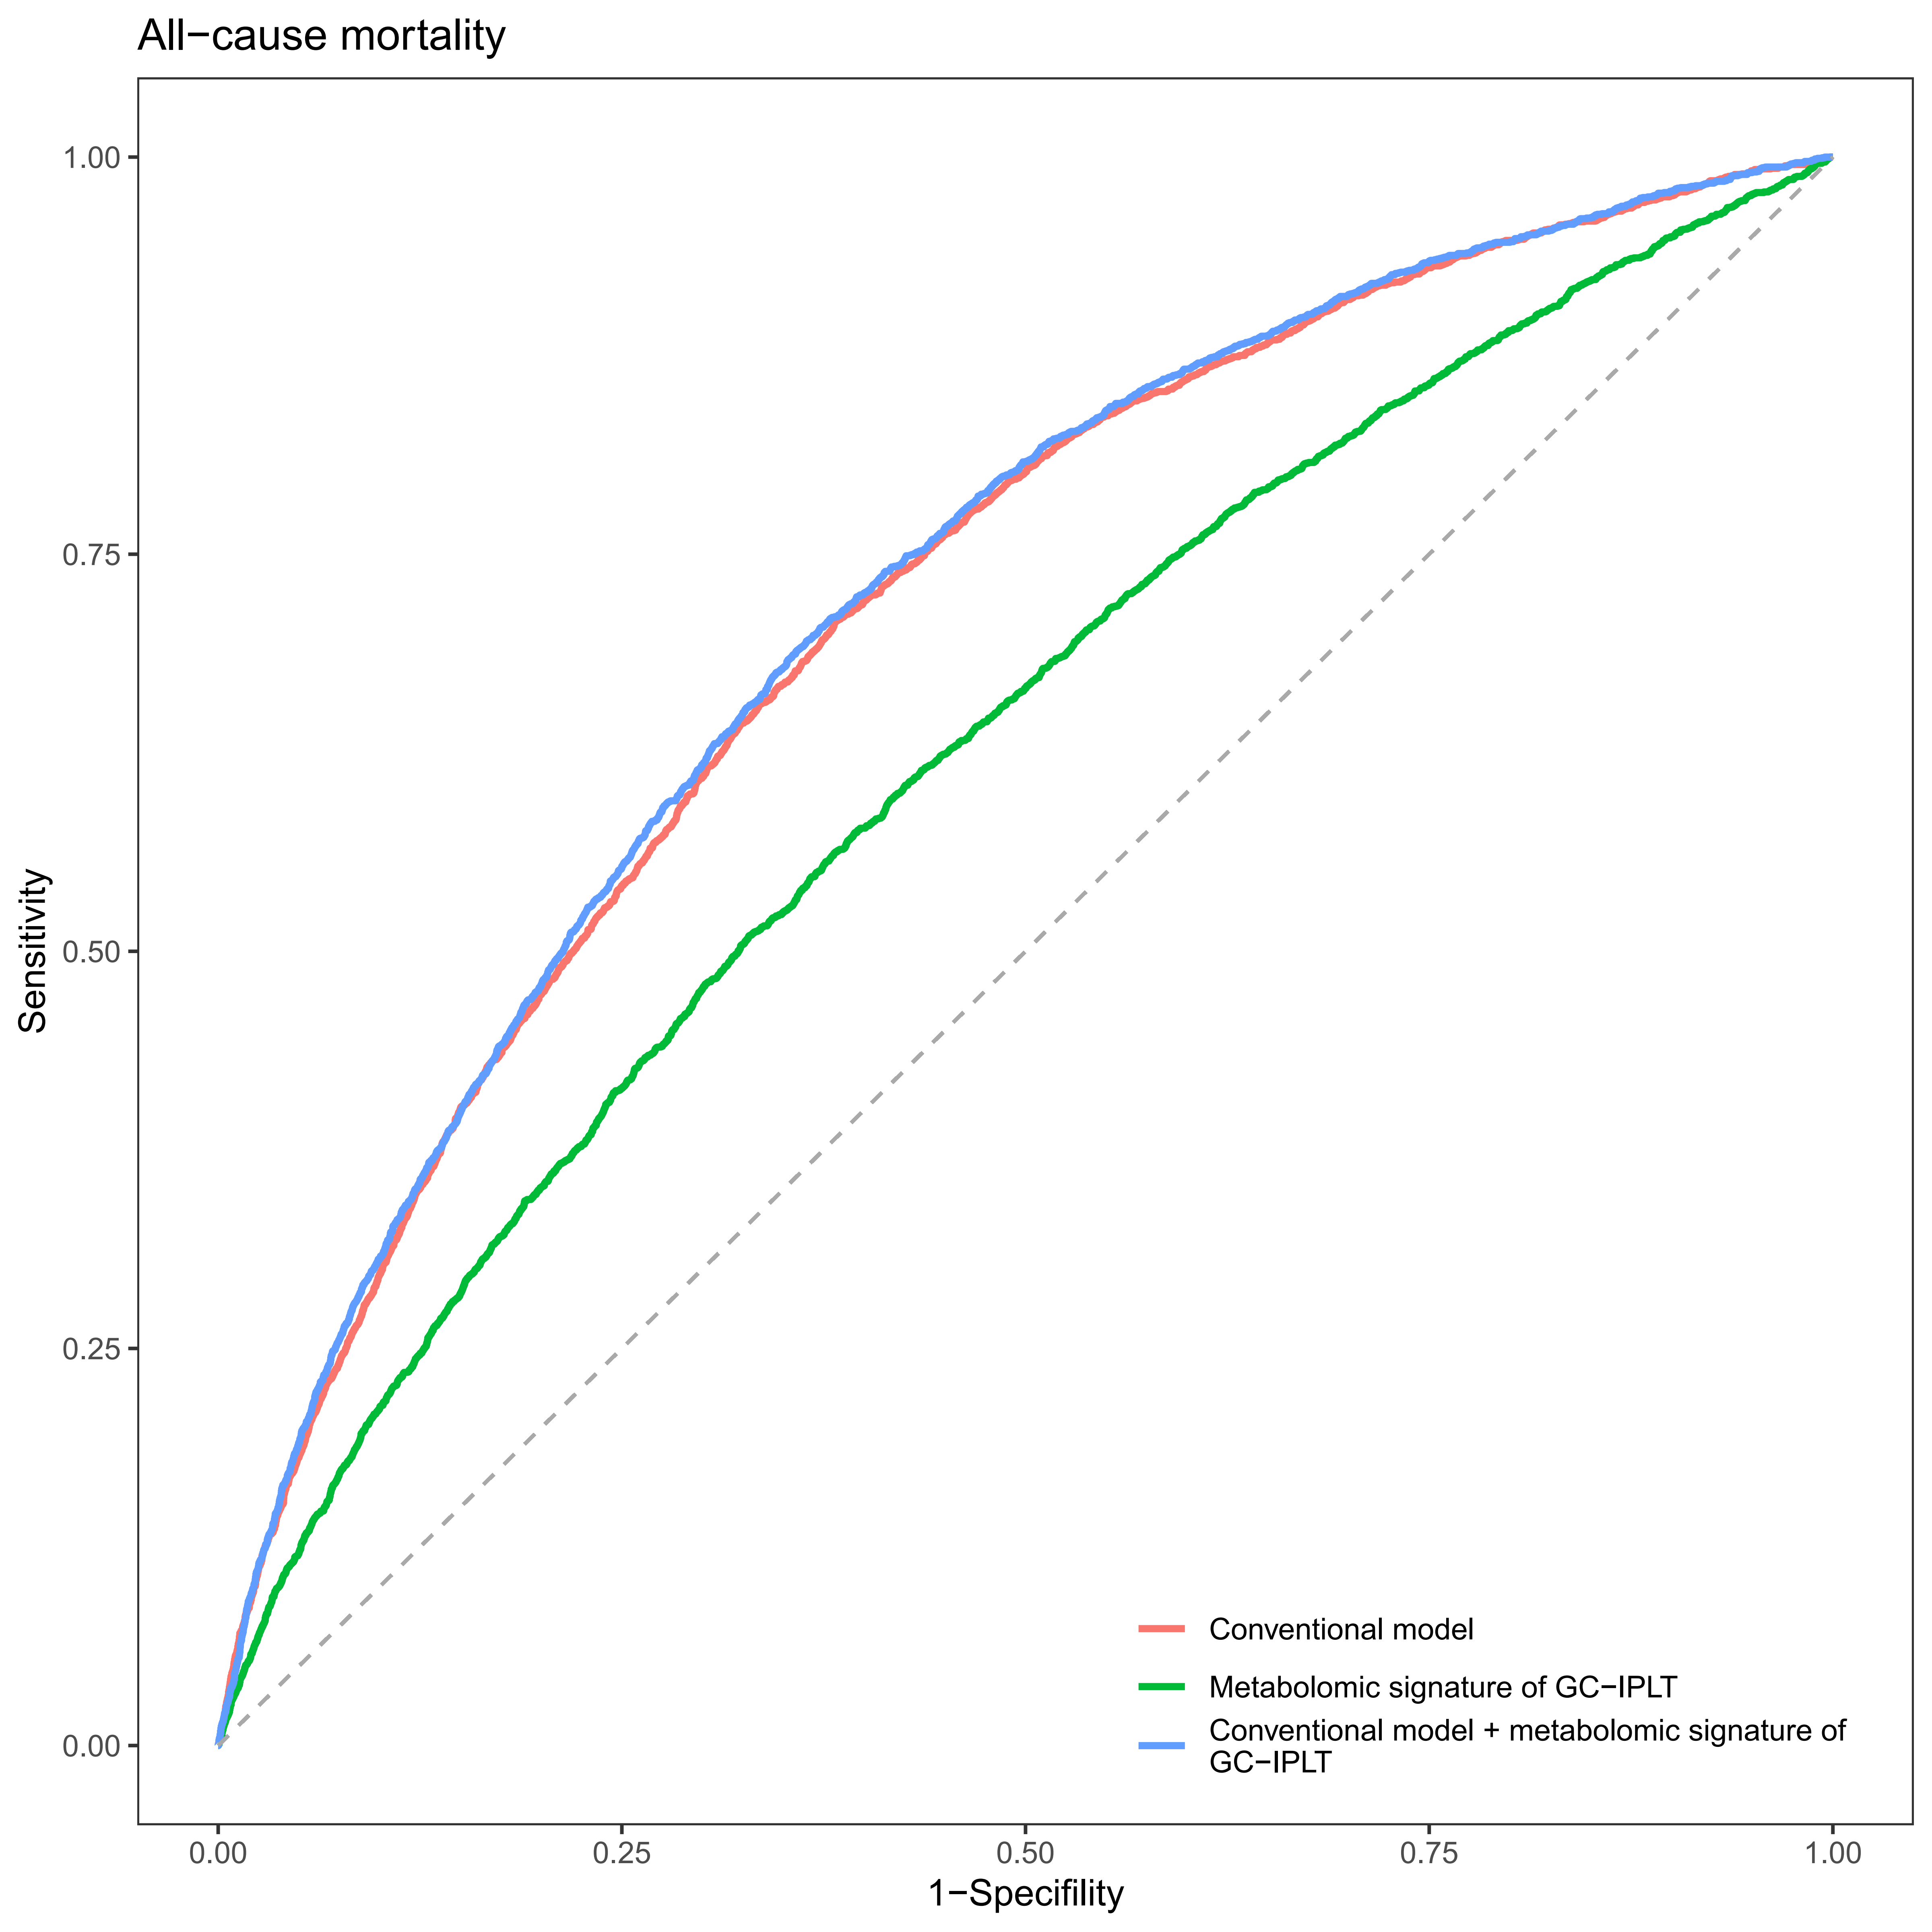 All−cause mortality
1.00
0.75
0.50
0.25
0.00
Sensitivity
Conventional model
Metabolomic signature of GC−IPLT
Conventional model + metabolomic signature of
GC−IPLT
0.00 0.25 0.50 0.75 1.00
1−Specifility